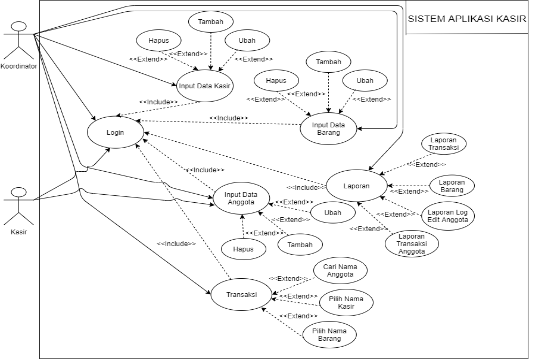 SISTEM APLIKASI KASIR
Koordinator
Tambah
Hapus
Ubah
<<Extend>>
<<Extend>>
<<Extend>>
Input Data Kasir
<<Include>>
Tambah
Hapus
Ubah
<<Extend>>
<<Extend>>
<<Extend>>
Input Data
Barang
<<Include>>
Login
Laporan
Transaksi
<<Extend>>
Laporan
Barang
<<Extend>>
Laporan
<<Include>>
<<Include>>
Laporan Log
Edit Anggota
<<Extend>>
Laporan
Transaksi
Anggota
<<Extend>>
Kasir
Input Data
Anggota
<<Extend>>
Ubah
<<Extend>>
Tambah
<<Extend>>
Hapus
<<Include>>
Transaksi
<<Extend>>
Cari Nama
Anggota
<<Extend>>
Pilih Nama
Kasir
<<Extend>>
Pilih Nama
Barang